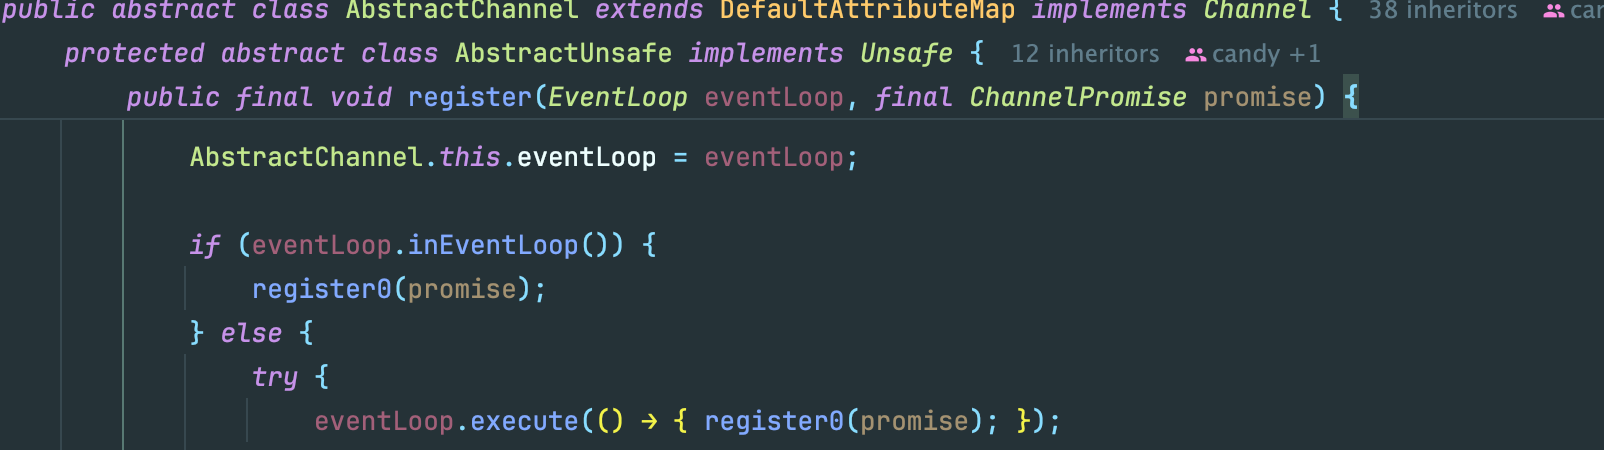 public abstract class AbstractChannel extends DefaultAttributeMap implements Channel { 38 inheritors
protected abstract class AbstractUnsafe implements Unsafe { 12 inheritors candy +1
public final void register(EventLoop eventLoop, final ChannelPromise promise) {
AbstractChannel.this.eventLoop = eventLoop;
if (eventLoop.inEventLoop()) {
register0(promise);
} else {
try {
eventLoop.execute(() → { register0(promise); });